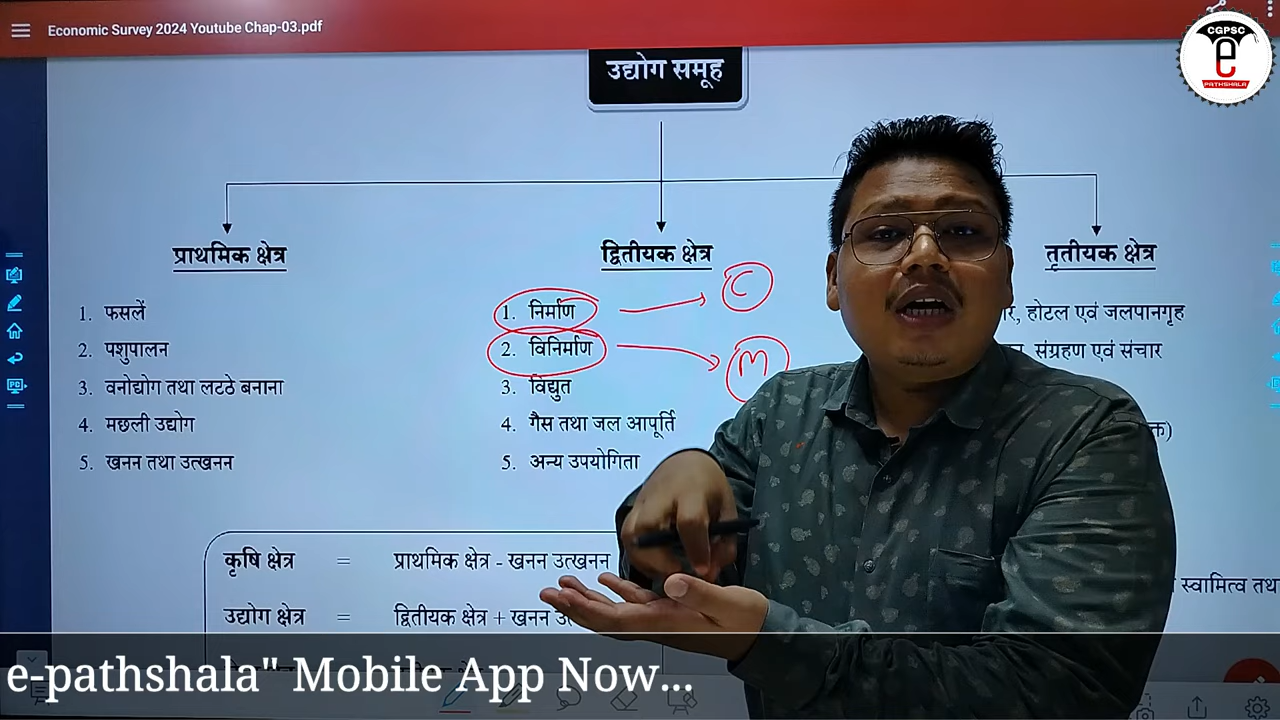 Economic Survey 2024 Youtube Chap-03.pdf
CGPSC
e
PATHSHALA
उद्योग समूह
प्राथमिक क्षेत्र
1. फसलें
2. पशुपालन
3. वनोद्योग तथा लटठे बनाना
4. मछली उद्योग
5. खनन तथा उत्खनन
द्वितीयक क्षेत्र
1. निर्माण
C
2. विनिर्माण
M
3. विद्युत
4. गैस तथा जल आपूर्ति
5. अन्य उपयोगिता
तृतीयक क्षेत्र
होटल एवं जलपानगृह
संग्रहण एवं संचार
कृषि क्षेत्र = प्राथमिक क्षेत्र - खनन उत्खनन
उद्योग क्षेत्र = द्वितीयक क्षेत्र + खनन
स्वामित्व
e-pathshala" Mobile App Now...